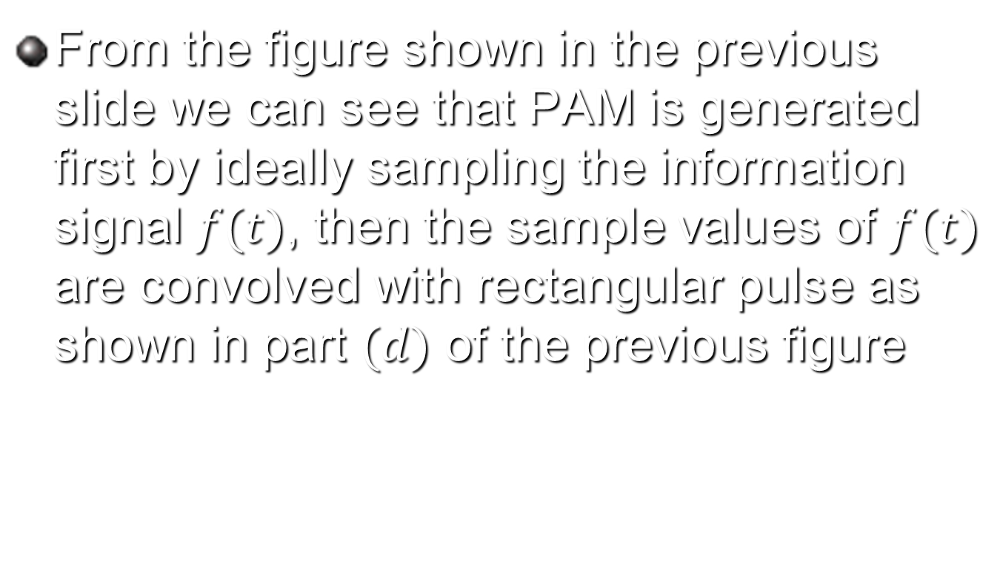 From the figure shown in the previous
slide we can see that PAM is generated
first by ideally sampling the information
signal f(t), then the sample values of f(t)
are convolved with rectangular pulse as
shown in part (d) of the previous figure